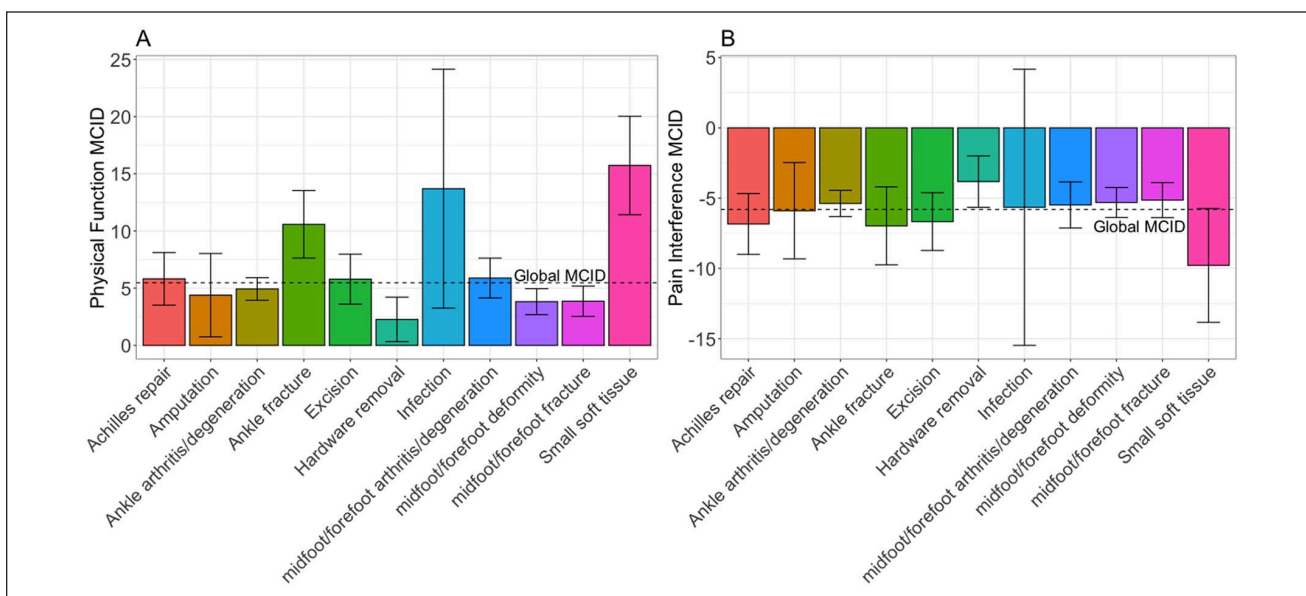 A
Physical Function MCID
25
20
15
10
5
0
Global MCID
Achilles repair
Amputation
Ankle arthritis/degeneration
Ankle fracture
Excision
Hardware removal
Infection
midfoot/forefoot arthritis/degeneration
midfoot/forefoot deformity
midfoot/forefoot fracture
Small soft tissue
B
Pain Interference MCID
5
0
-5
-10
-15
Global MCID
Achilles repair
Amputation
Ankle arthritis/degeneration
Ankle fracture
Excision
Hardware removal
Infection
midfoot/forefoot arthritis/degeneration
midfoot/forefoot deformity
midfoot/forefoot fracture
Small soft tissue